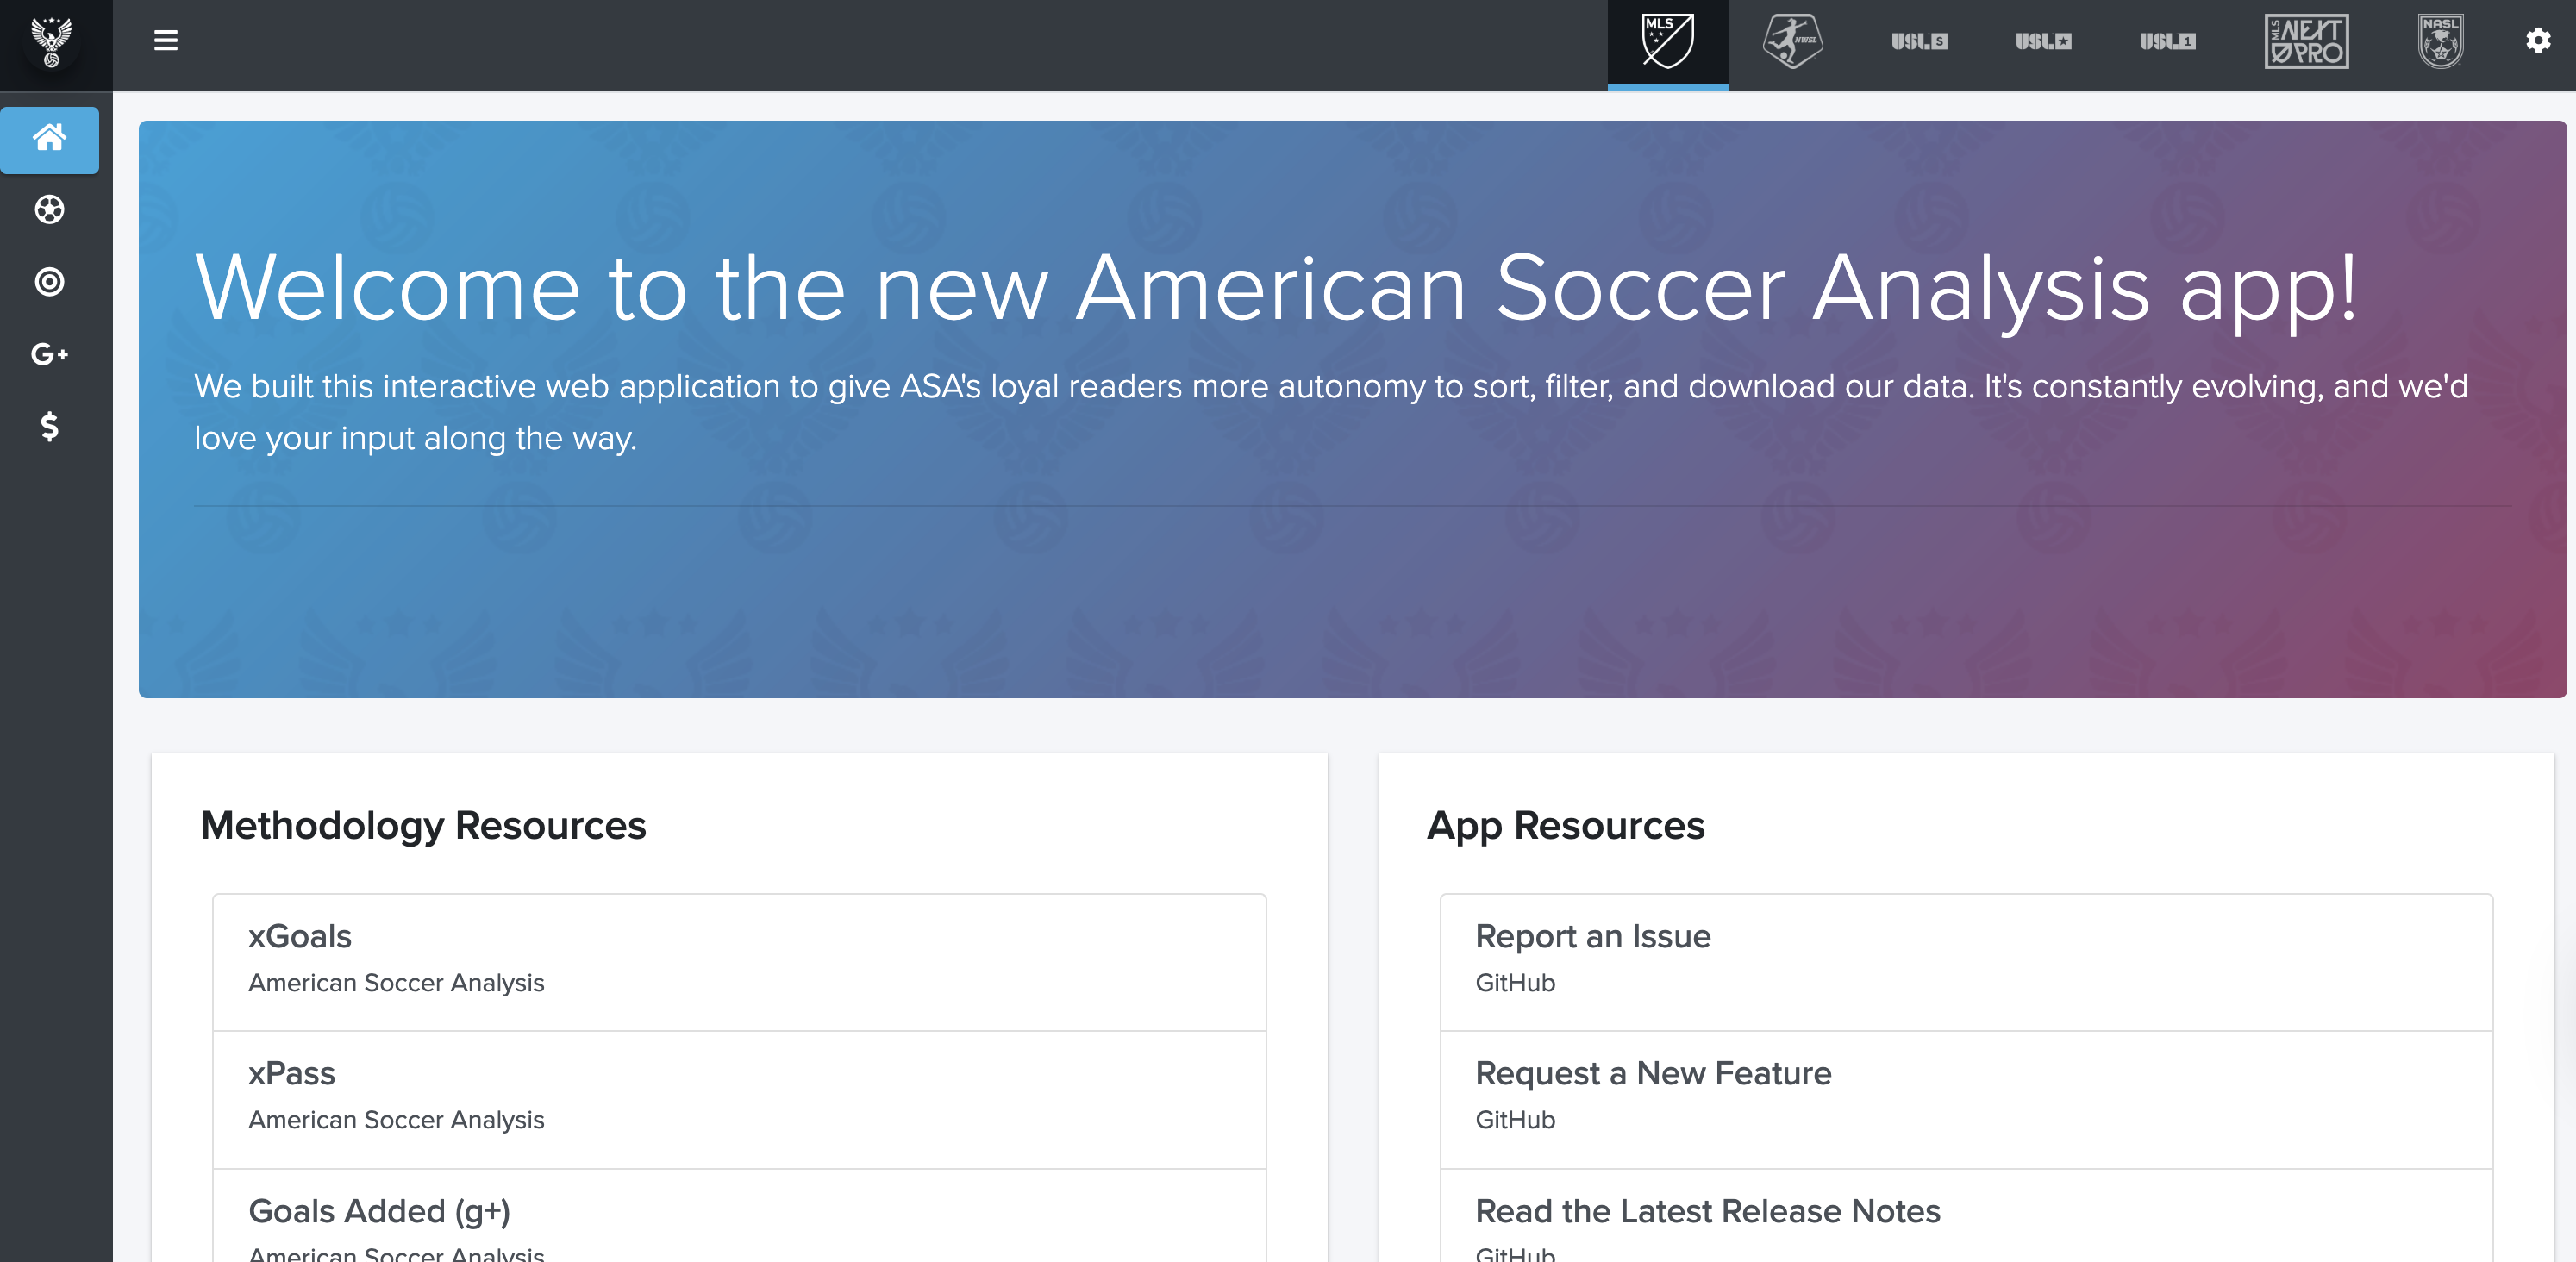 MLS
NWSL
USL S
USL
USL 1
MLS NEXT PRO
NASL
G+
$
Welcome to the new American Soccer Analysis app!
We built this interactive web application to give ASA's loyal readers more autonomy to sort, filter, and download our data. It's constantly evolving, and we'd
love your input along the way.
Methodology Resources
xGoals
American Soccer Analysis
xPass
American Soccer Analysis
Goals Added (g+)
American Soccer Analysis
App Resources
Report an Issue
GitHub
Request a New Feature
GitHub
Read the Latest Release Notes
GitHub